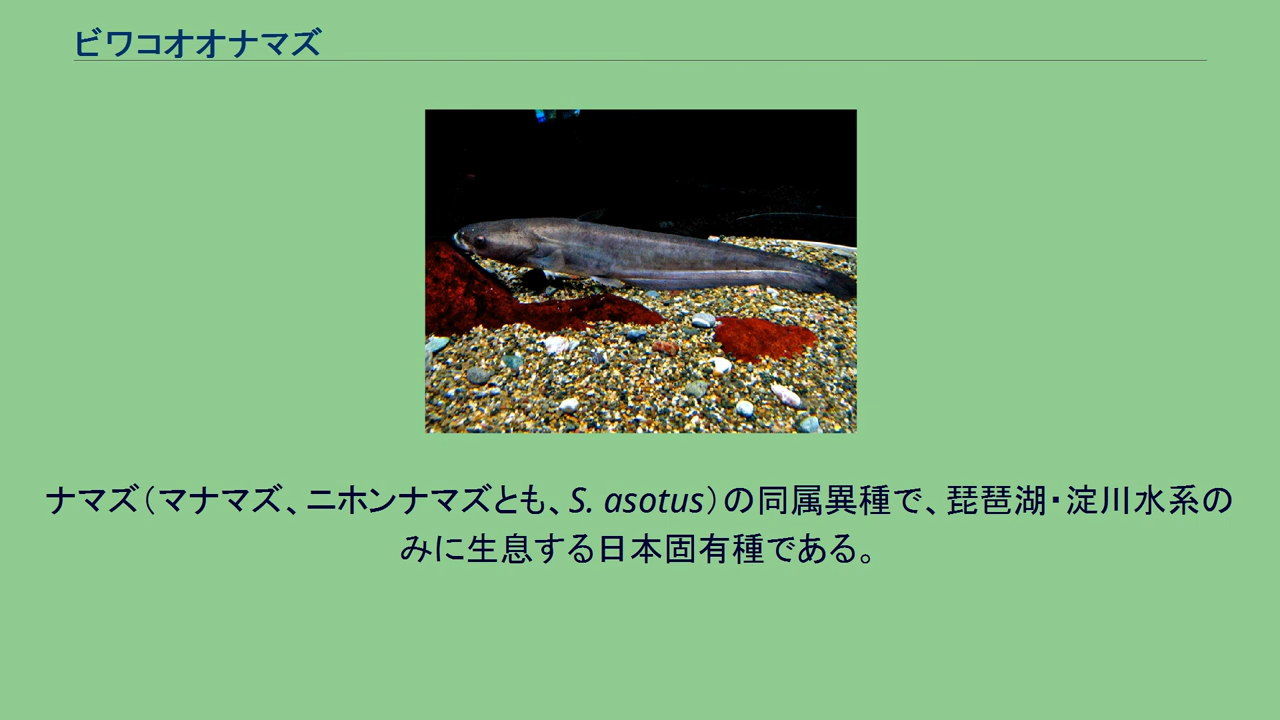 ビワコオオナマズ
ナマズ（マナマズ、ニホンナマズとも、S. asotus）の同属異種で、琵琶湖・淀川水系の
みに生息する日本固有種である。